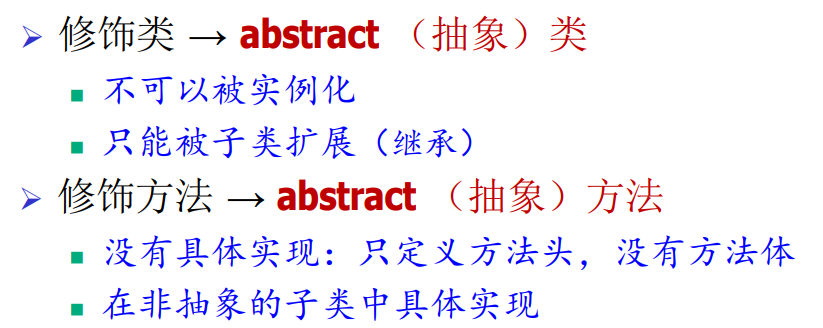 ➢ 修饰类 → abstract （抽象）类
▪ 不可以被实例化
▪ 只能被子类扩展（继承）
➢ 修饰方法 → abstract （抽象）方法
▪ 没有具体实现：只定义方法头，没有方法体
▪ 在非抽象的子类中具体实现